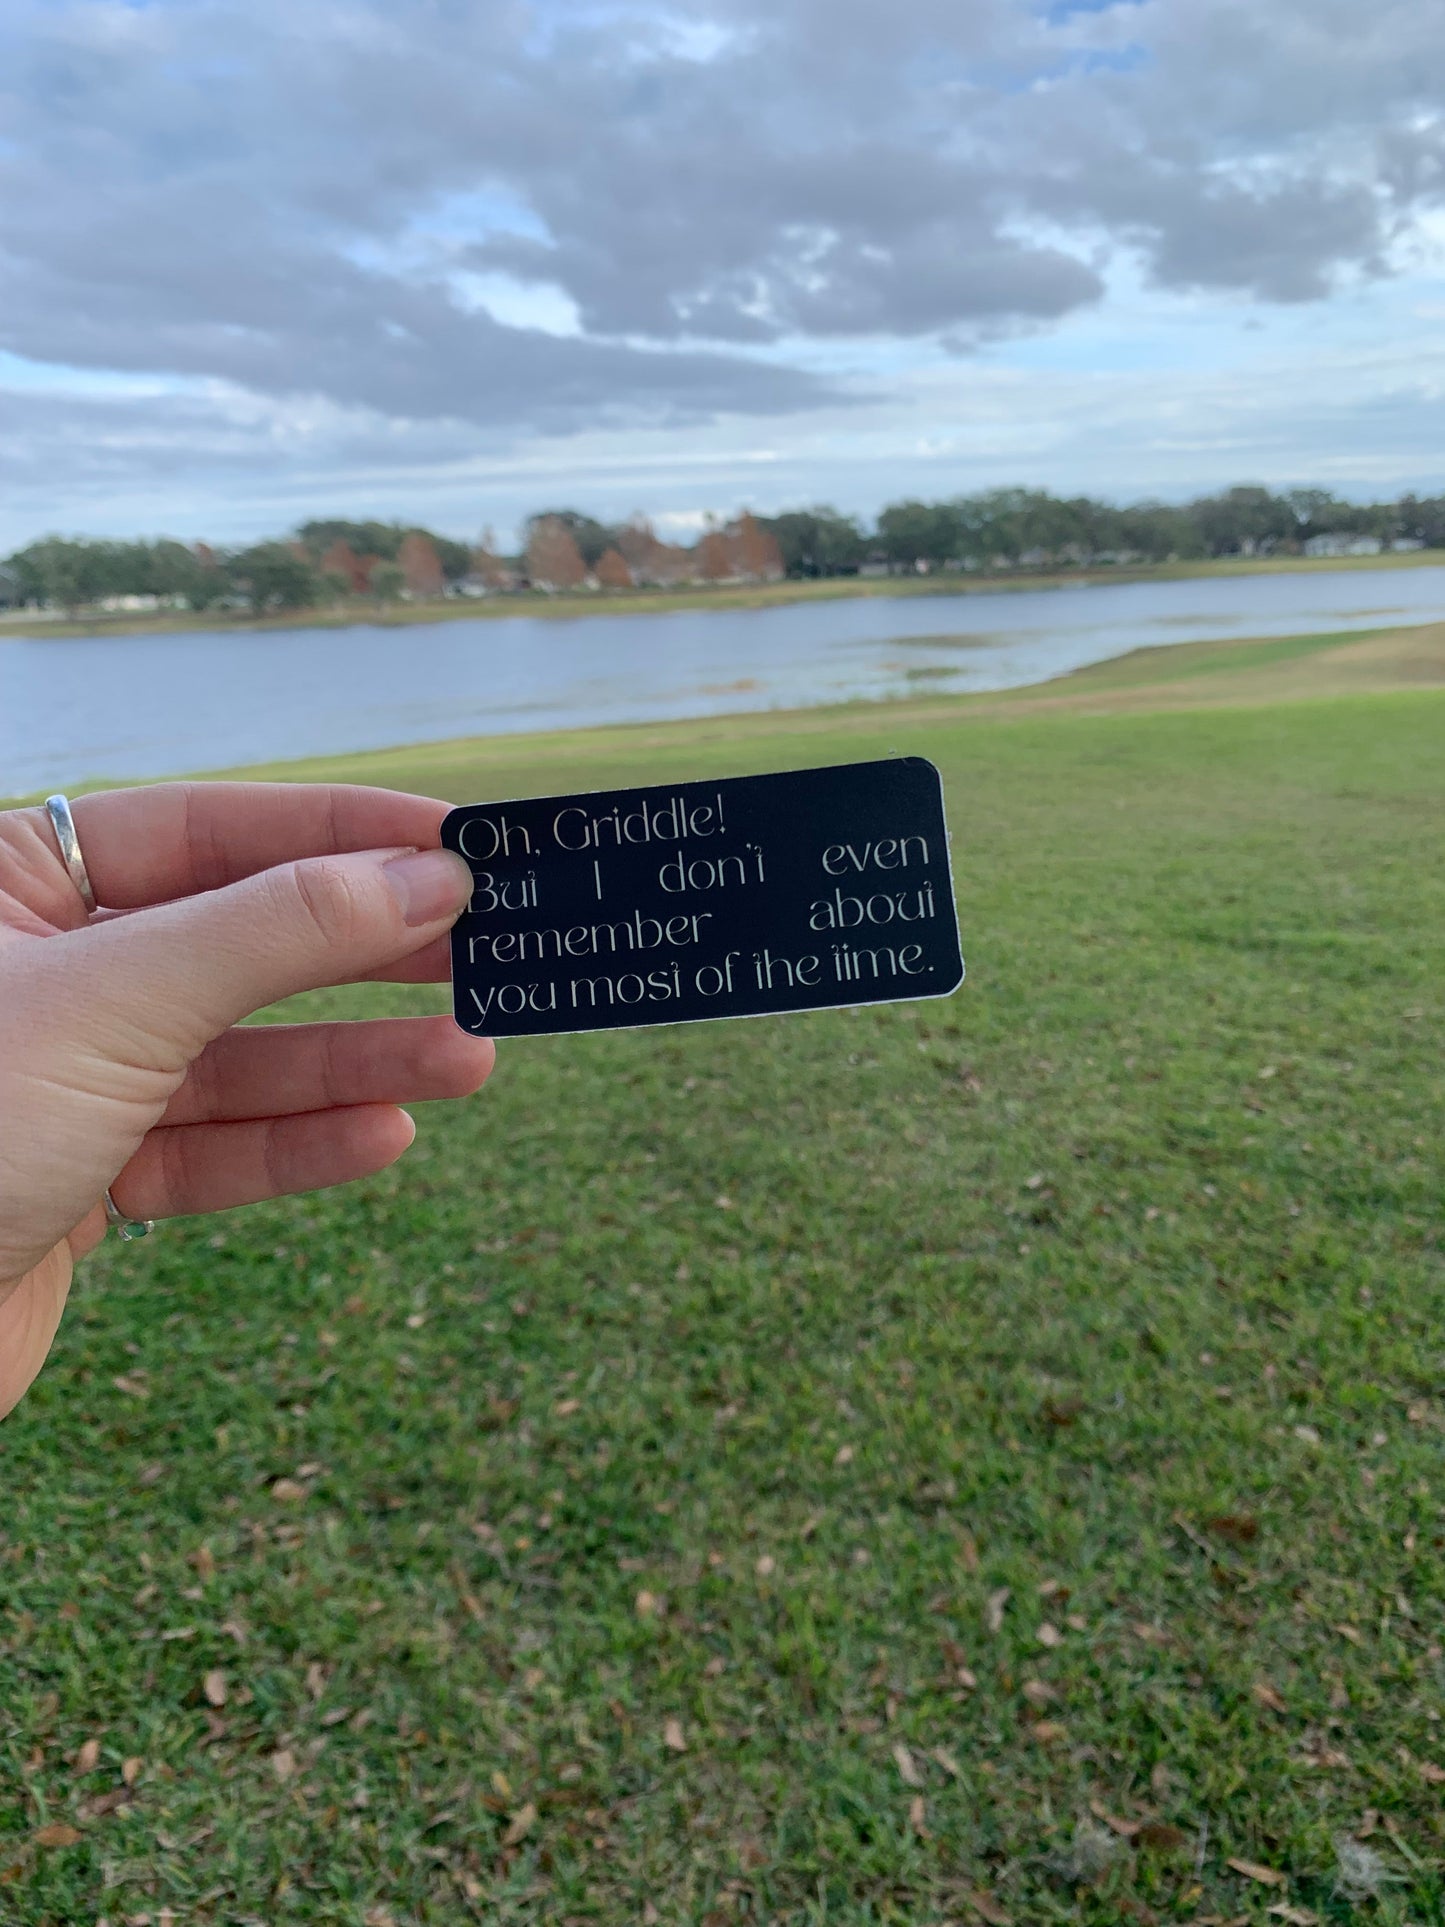 Oh, Griddle!
But I don't even
remember about
you most of the time.